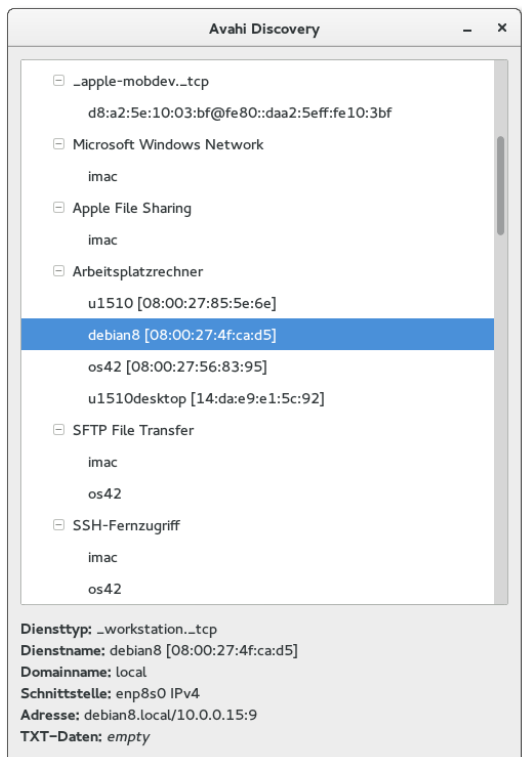 Avahi Discovery
_apple-mobdev._tcp
d8:a2:5e:10:03:bf@fe80::daa2:5eff:fe10:3bf
Microsoft Windows Network
imac
Apple File Sharing
imac
Arbeitsplatzrechner
u1510 [08:00:27:85:5e:6e]
debian8 [08:00:27:4f:ca:d5]
os42 [08:00:27:56:83:95]
u1510desktop [14:da:e9:e1:5c:92]
SFTP File Transfer
imac
os42
SSH-Fernzugriff
imac
os42
Diensttyp: _workstation._tcp
Dienstname: debian8 [08:00:27:4f:ca:d5]
Domainname: local
Schnittstelle: enp8s0 IPv4
Adresse: debian8.local/10.0.0.15:9
TXT-Daten: empty